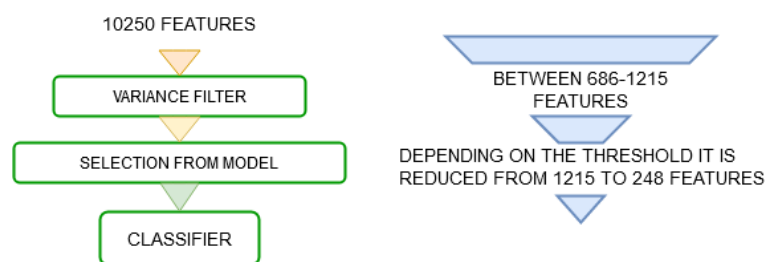 10250 FEATURES
VARIANCE FILTER
SELECTION FROM MODEL
CLASSIFIER
BETWEEN 686-1215
FEATURES
DEPENDING ON THE THRESHOLD IT IS
REDUCED FROM 1215 TO 248 FEATURES